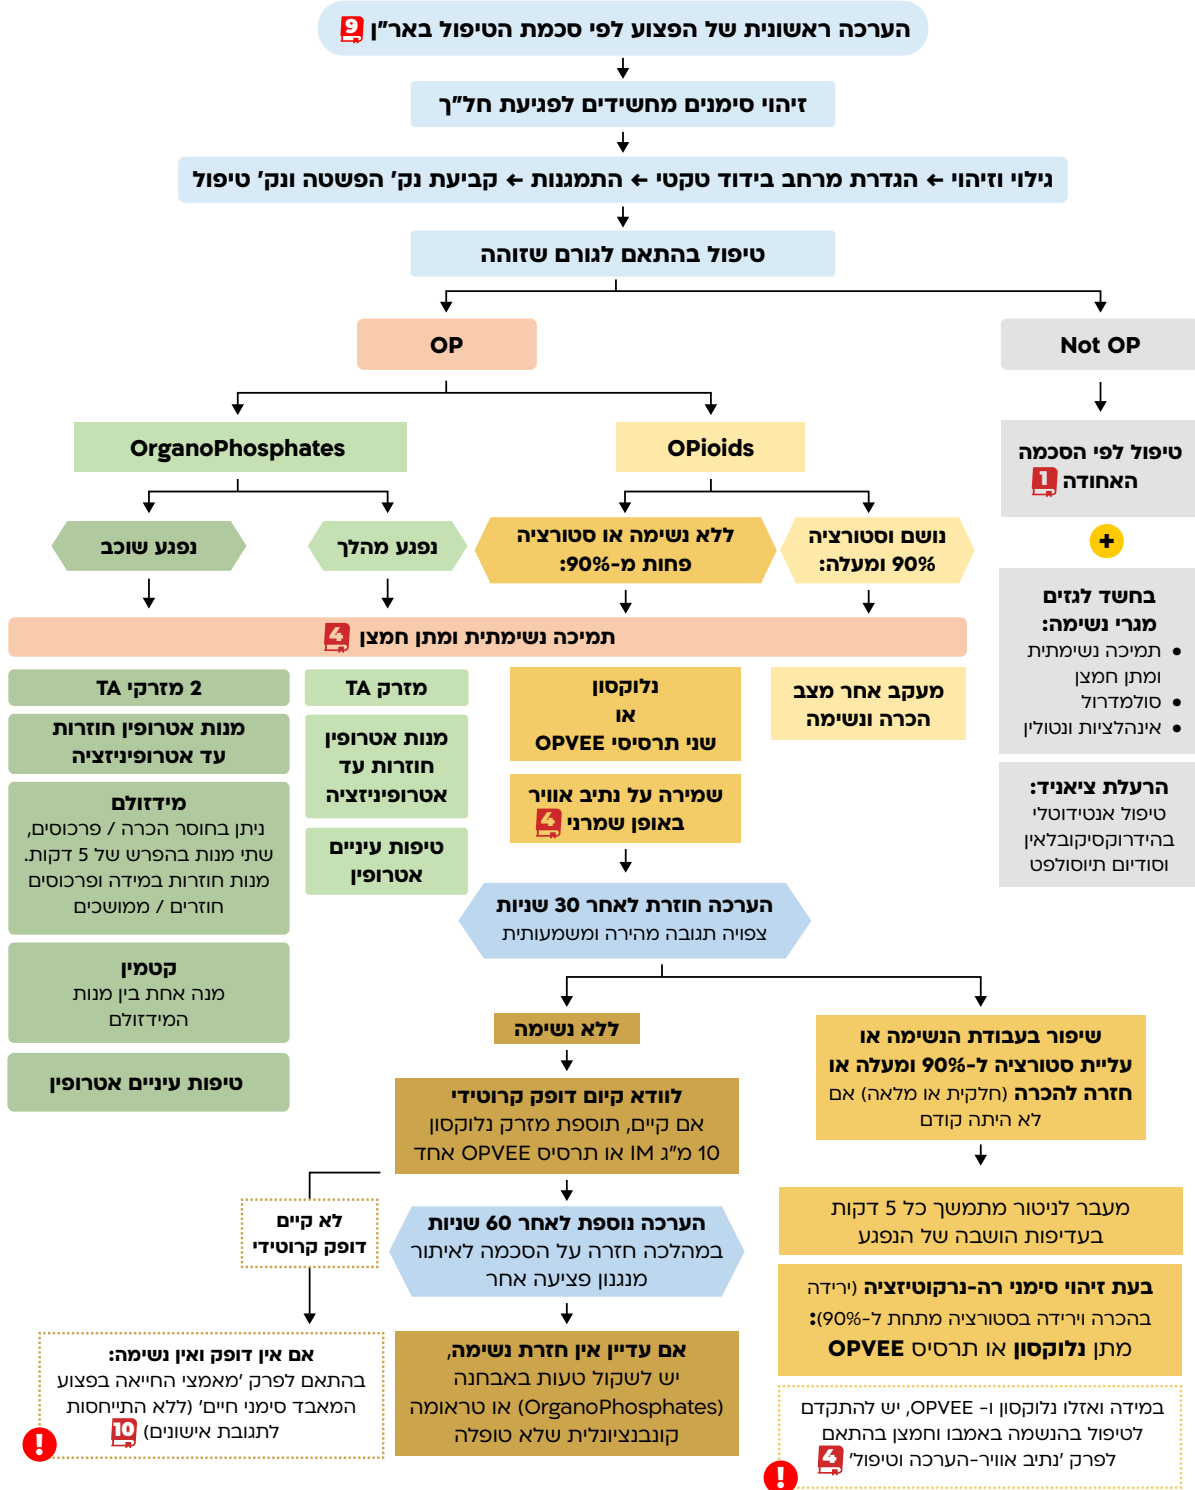 הערכה ראשונית של הפצוע לפי סכמת הטיפול באר"ן 9
זיהוי סימנים מחשידים לפגיעת חל"ך
גילוי וזיהוי ← הגדרת מרחב בידוד טקטי ← התמגנות ← קביעת נק' הפשטה ונק' טיפול
טיפול בהתאם לגורם שזוהה
OP
Not OP
OrganoPhosphates
OPioids
טיפול לפי הסכמה
האחודה 1
נפגע שוכב
נפגע מהלך
ללא נשימה או סטורציה
פחות מ-90%:
נושם וסטורציה
90% ומעלה:
+
תמיכה נשימתית ומתן חמצן 4
בחשד לגזים
מגרי נשימה:
• תמיכה נשימתית
ומתן חמצן
• סולמדרול
• אינהלציות ונטולין
הרעלת ציאניד:
טיפול אנטידוטלי
בהידרוקסיקובלאין
וסודיום תיוסולפט
2 מזרקי TA
מנות אטרופין חוזרות
עד אטרופיניזציה
מידזולם
ניתן בחוסר הכרה / פרכוסים,
שתי מנות בהפרש של 5 דקות.
מנות חוזרות במידה ופרכוסים
חוזרים / ממושכים
קטמין
מנה אחת בין מנות
המידזולם
טיפות עיניים אטרופין
מזרק TA
מנות אטרופין
חוזרות עד
אטרופיניזציה
טיפות עיניים
אטרופין
נלוקסון
או
שני תרסיסי OPVEE
שמירה על נתיב אוויר
באופן שמרני 4
מעקב אחר מצב
הכרה ונשימה
הערכה חוזרת לאחר 30 שניות
צפויה תגובה מהירה ומשמעותית
ללא נשימה
לוודא קיום דופק קרוטידי
אם קיים, תוספת מזרק נלוקסון
10 מ"ג IM או תרסיס OPVEE אחד
לא קיים
דופק קרוטידי
הערכה נוספת לאחר 60 שניות
במהלכה חזרה על הסכמה לאיתור
מנגנון פציעה אחר
אם אין דופק ואין נשימה:
בהתאם לפרק 'מאמצי החייאה בפצוע
המאבד סימני חיים' (ללא התייחסות
לתגובת אישונים) 10
!
אם עדיין אין חזרת נשימה,
יש לשקול טעות באבחנה
(OrganoPhosphates) או טראומה
קונבנציונלית שלא טופלה
שיפור בעבודת הנשימה או
עליית סטורציה ל-90% ומעלה או
חזרה להכרה (חלקית או מלאה) אם
לא היתה קודם
מעבר לניטור מתמשך כל 5 דקות
בעדיפות הושבה של הנפגע
בעת זיהוי סימני רה-נרקוטיזציה (ירידה
בהכרה וירידה בסטורציה מתחת ל-90%):
מתן נלוקסון או תרסיס OPVEE
במידה ואזלו נלוקסון ו- OPVEE, יש להתקדם
לטיפול בהנשמה באמבו וחמצן בהתאם
לפרק 'נתיב אוויר-הערכה וטיפול' 4
!